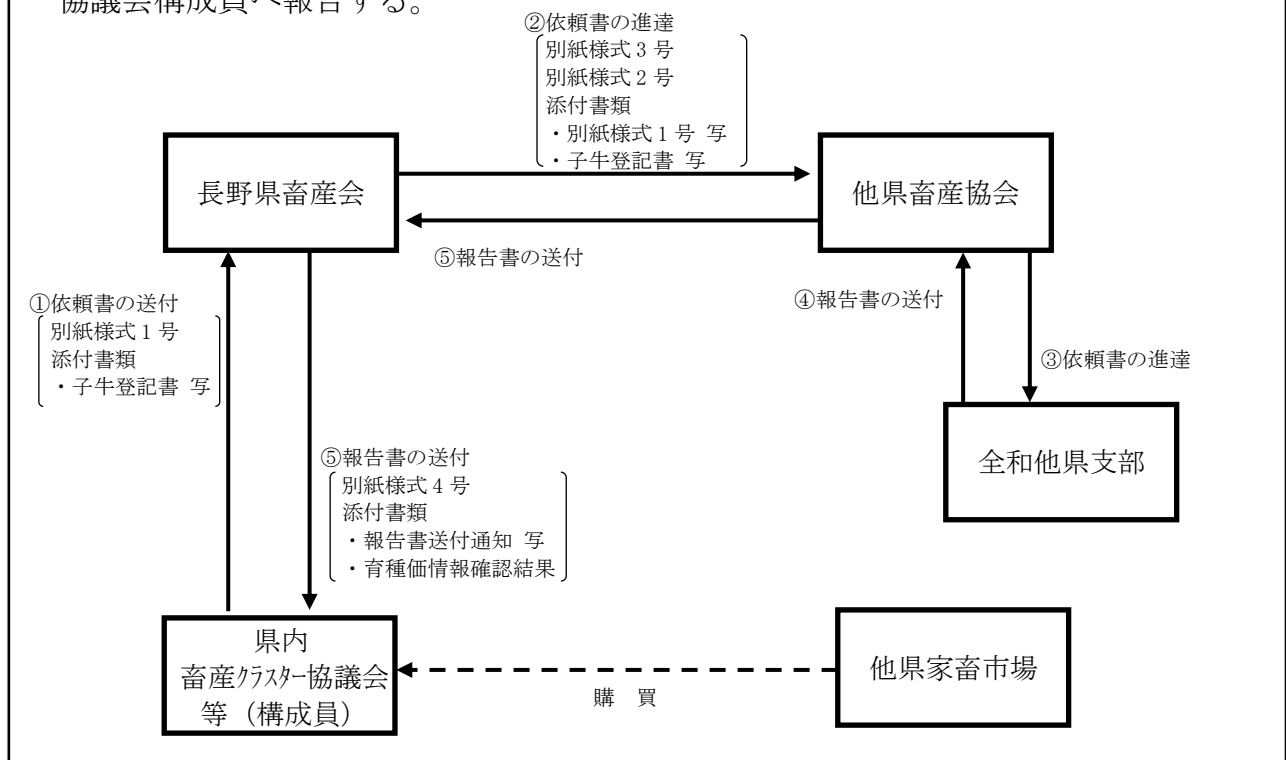 協議会構成員へ報告する。
②依頼書の進達
別紙様式3号
別紙様式2号
添付書類
・別紙様式1号 写
・子牛登記書 写
長野県畜産会
他県畜産協会
⑤報告書の送付
①依頼書の送付
別紙様式1号
添付書類
・子牛登記書 写
④報告書の送付
③依頼書の進達
⑤報告書の送付
別紙様式4号
添付書類
・報告書送付通知 写
・育種価情報確認結果
全和他県支部
県内
畜産ｸﾗｽﾀｰ協議会
等（構成員）
他県家畜市場
購 買